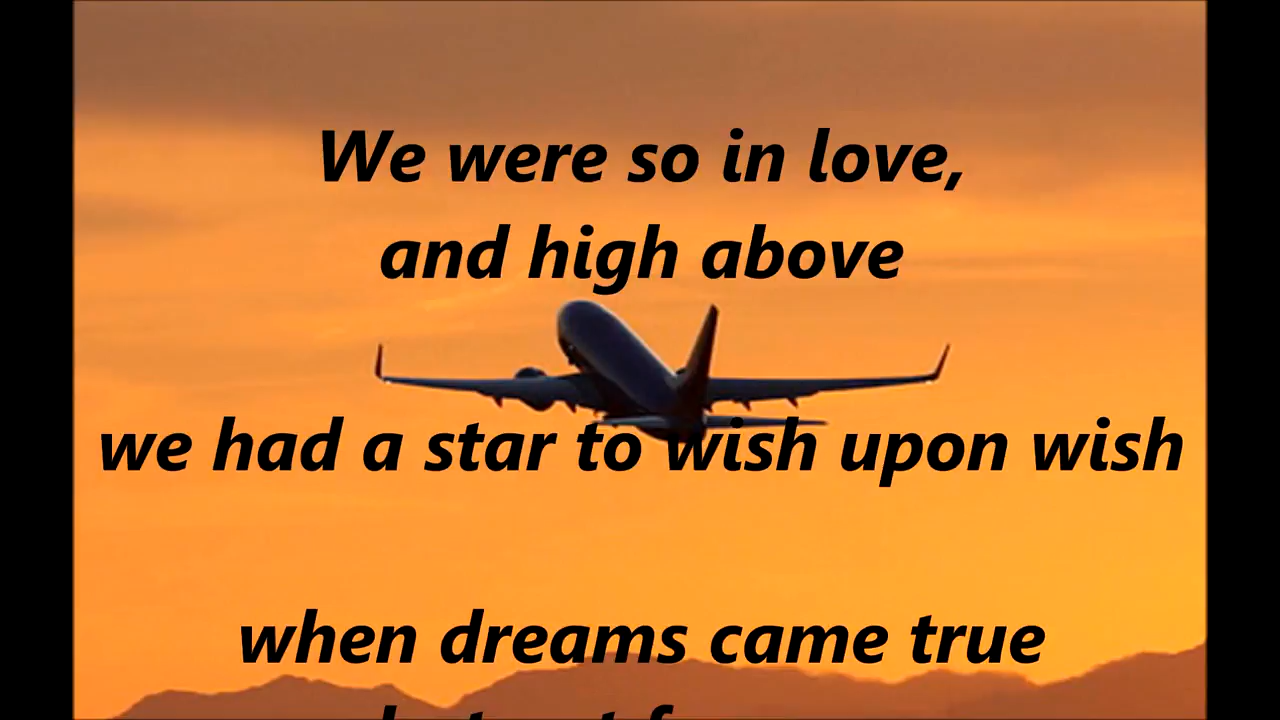 We were so in love,
and high above
we had a star to wish upon wish
when dreams came true